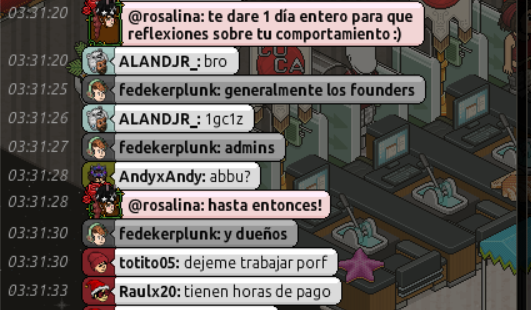 03:31:20 @rosalina: te dare 1 día entero para que
reflexiones sobre tu comportamiento :)
03:31:20 ALANDJR_: bro
03:31:25 fedekerplunk: generalmente los founders
03:31:26 ALANDJR_: 1gc1z
03:31:27 fedekerplunk: admins
03:31:28 AndyxAndy: abbu?
03:31:28 @rosalina: hasta entonces!
03:31:30 fedekerplunk: y dueños
03:31:30 totito05: dejeme trabajar porf
03:31:33 Raulx20: tienen horas de pago